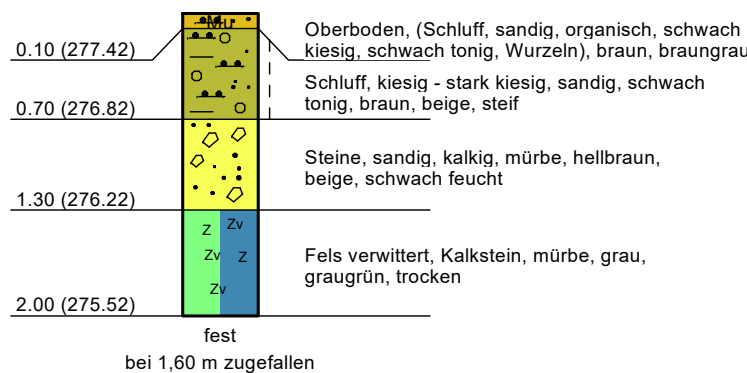 Mu
Oberboden, (Schluff, sandig, organisch, schwach
0.10 (277.42)
kiesig, schwach tonig, Wurzeln), braun, braungrau
Schluff, kiesig - stark kiesig, sandig, schwach
0.70 (276.82)
tonig, braun, beige, steif
Steine, sandig, kalkig, mürbe, hellbraun,
beige, schwach feucht
1.30 (276.22)
Z Zv
Zv Z
Fels verwittert, Kalkstein, mürbe, grau,
graugrün, trocken
Zv
2.00 (275.52)
fest
bei 1,60 m zugefallen